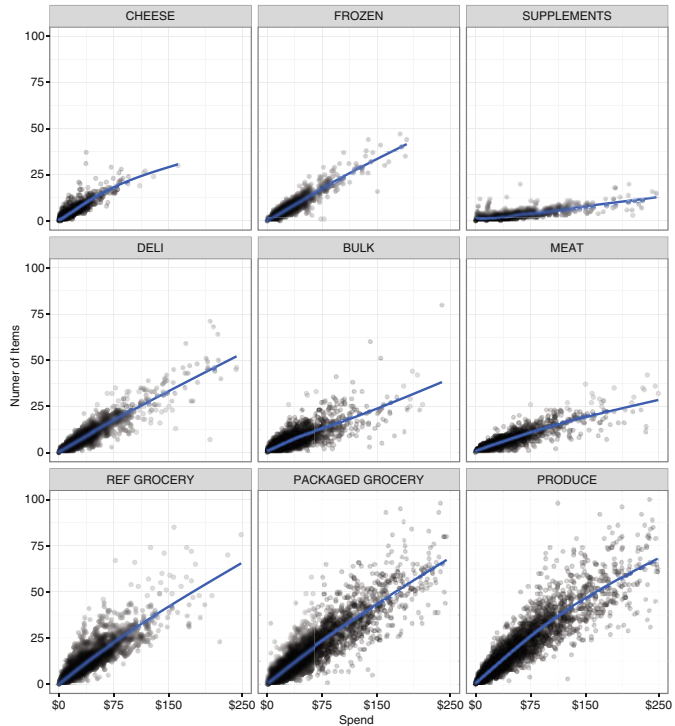 CHEESE FROZEN SUPPLEMENTS
100
75
50
25
0
DELI BULK MEAT
100
75
50
25
0
Numer of Items
REF GROCERY PACKAGED GROCERY PRODUCE
100
75
50
25
0
$0 $75 $150 $250 $0 $75 $150 $250 $0 $75 $150 $250
Spend